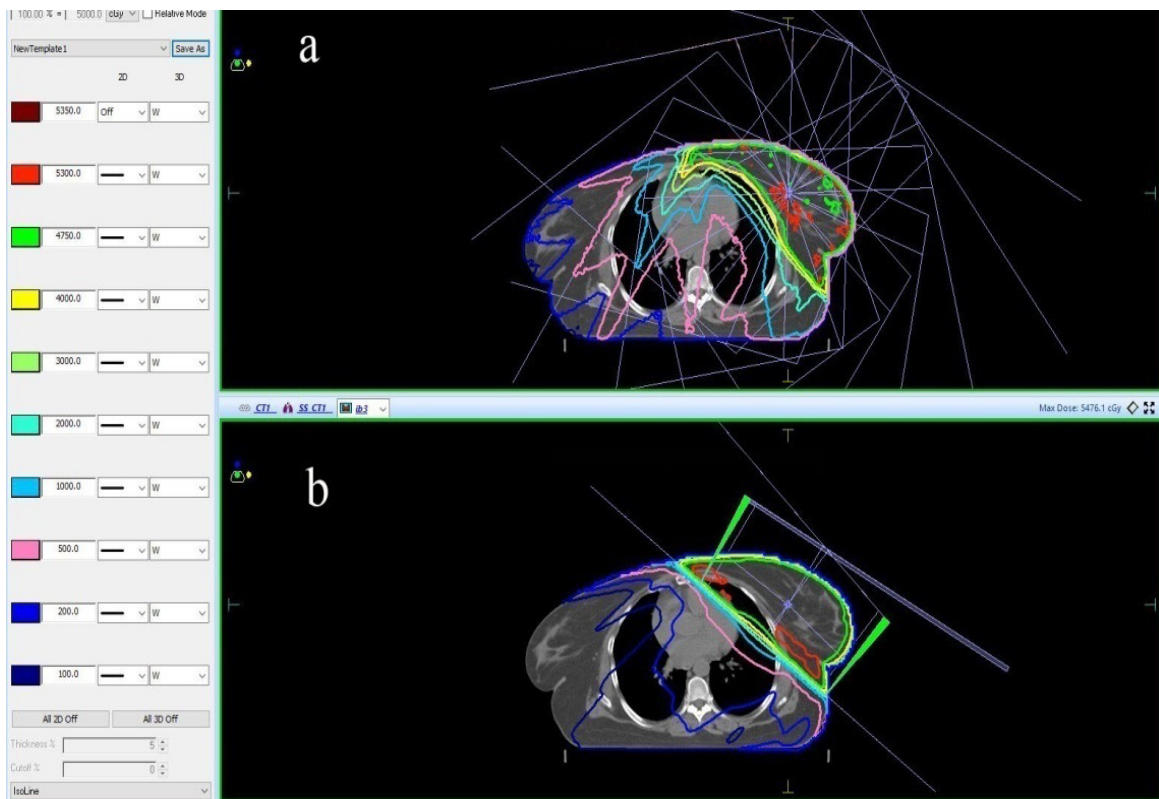 100.00 % = 5000.0 cGy Relative Mode
NewTemplate1 Save As
2D 3D
5350.0 Off W
5300.0 W
4750.0 W
4000.0 W
3000.0 W
2000.0 W
1000.0 W
500.0 W
200.0 W
100.0 W
All 2D Off All 3D Off
Thickness % 5
Cutoff % 0
IsoLine
a
CT1 SS_CT1 ib3 Max Dose: 5476.1 cGy
b